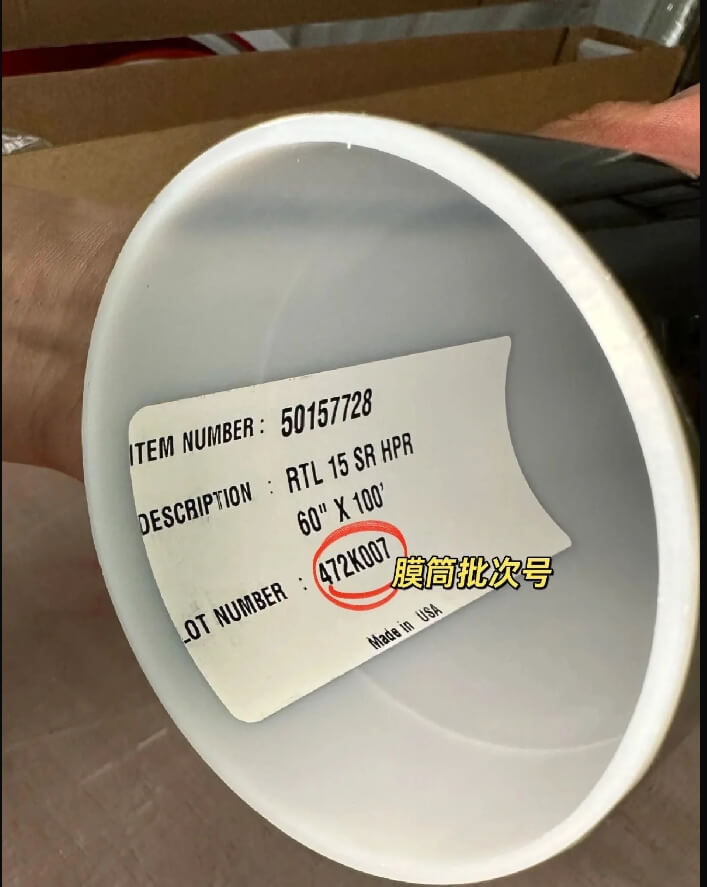 ITEM NUMBER : 50157728
DESCRIPTION : RTL 15 SR HPR
60" X 100'
LOT NUMBER : 472K007
膜筒批次号
Made in USA